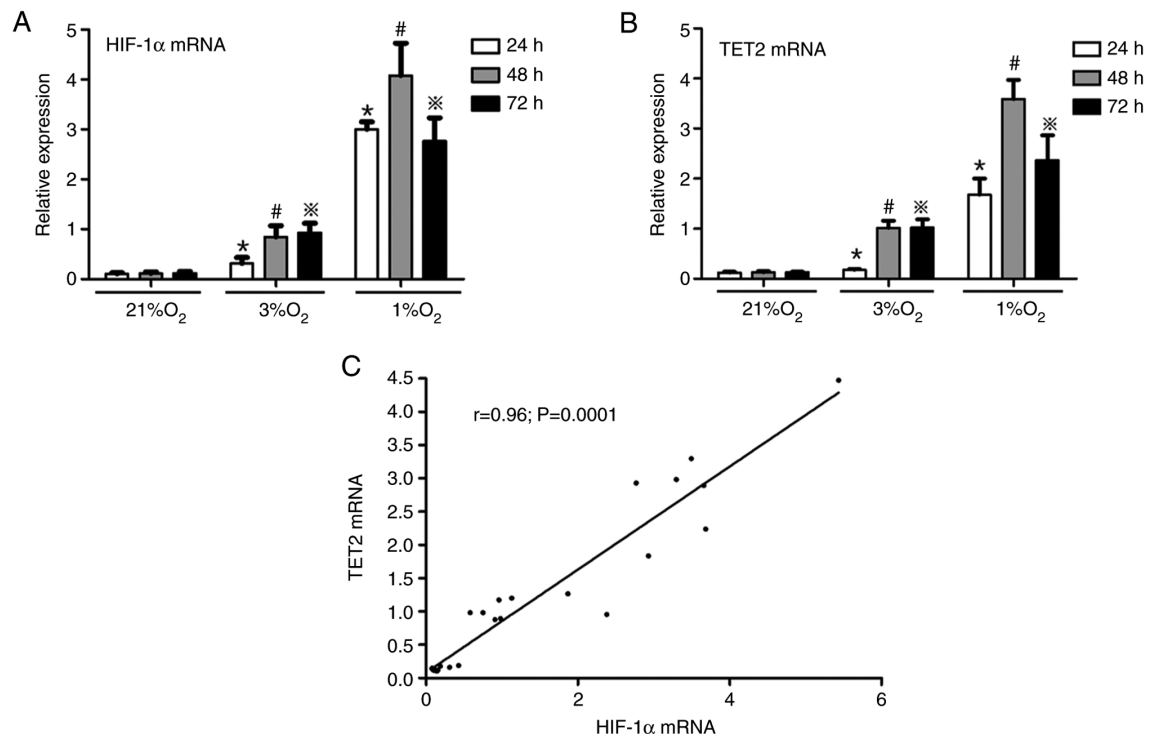 A
HIF-1α mRNA
Relative expression
5
4
3
2
1
0
*
#
※
*
#
※
21%O₂
3%O₂
1%O₂
24 h
48 h
72 h
B
TET2 mRNA
Relative expression
5
4
3
2
1
0
*
#
※
*
#
※
21%O₂
3%O₂
1%O₂
24 h
48 h
72 h
C
r=0.96; P=0.0001
TET2 mRNA
4.5
4.0
3.5
3.0
2.5
2.0
1.5
1.0
0.5
0.0
0 2 4 6
HIF-1α mRNA